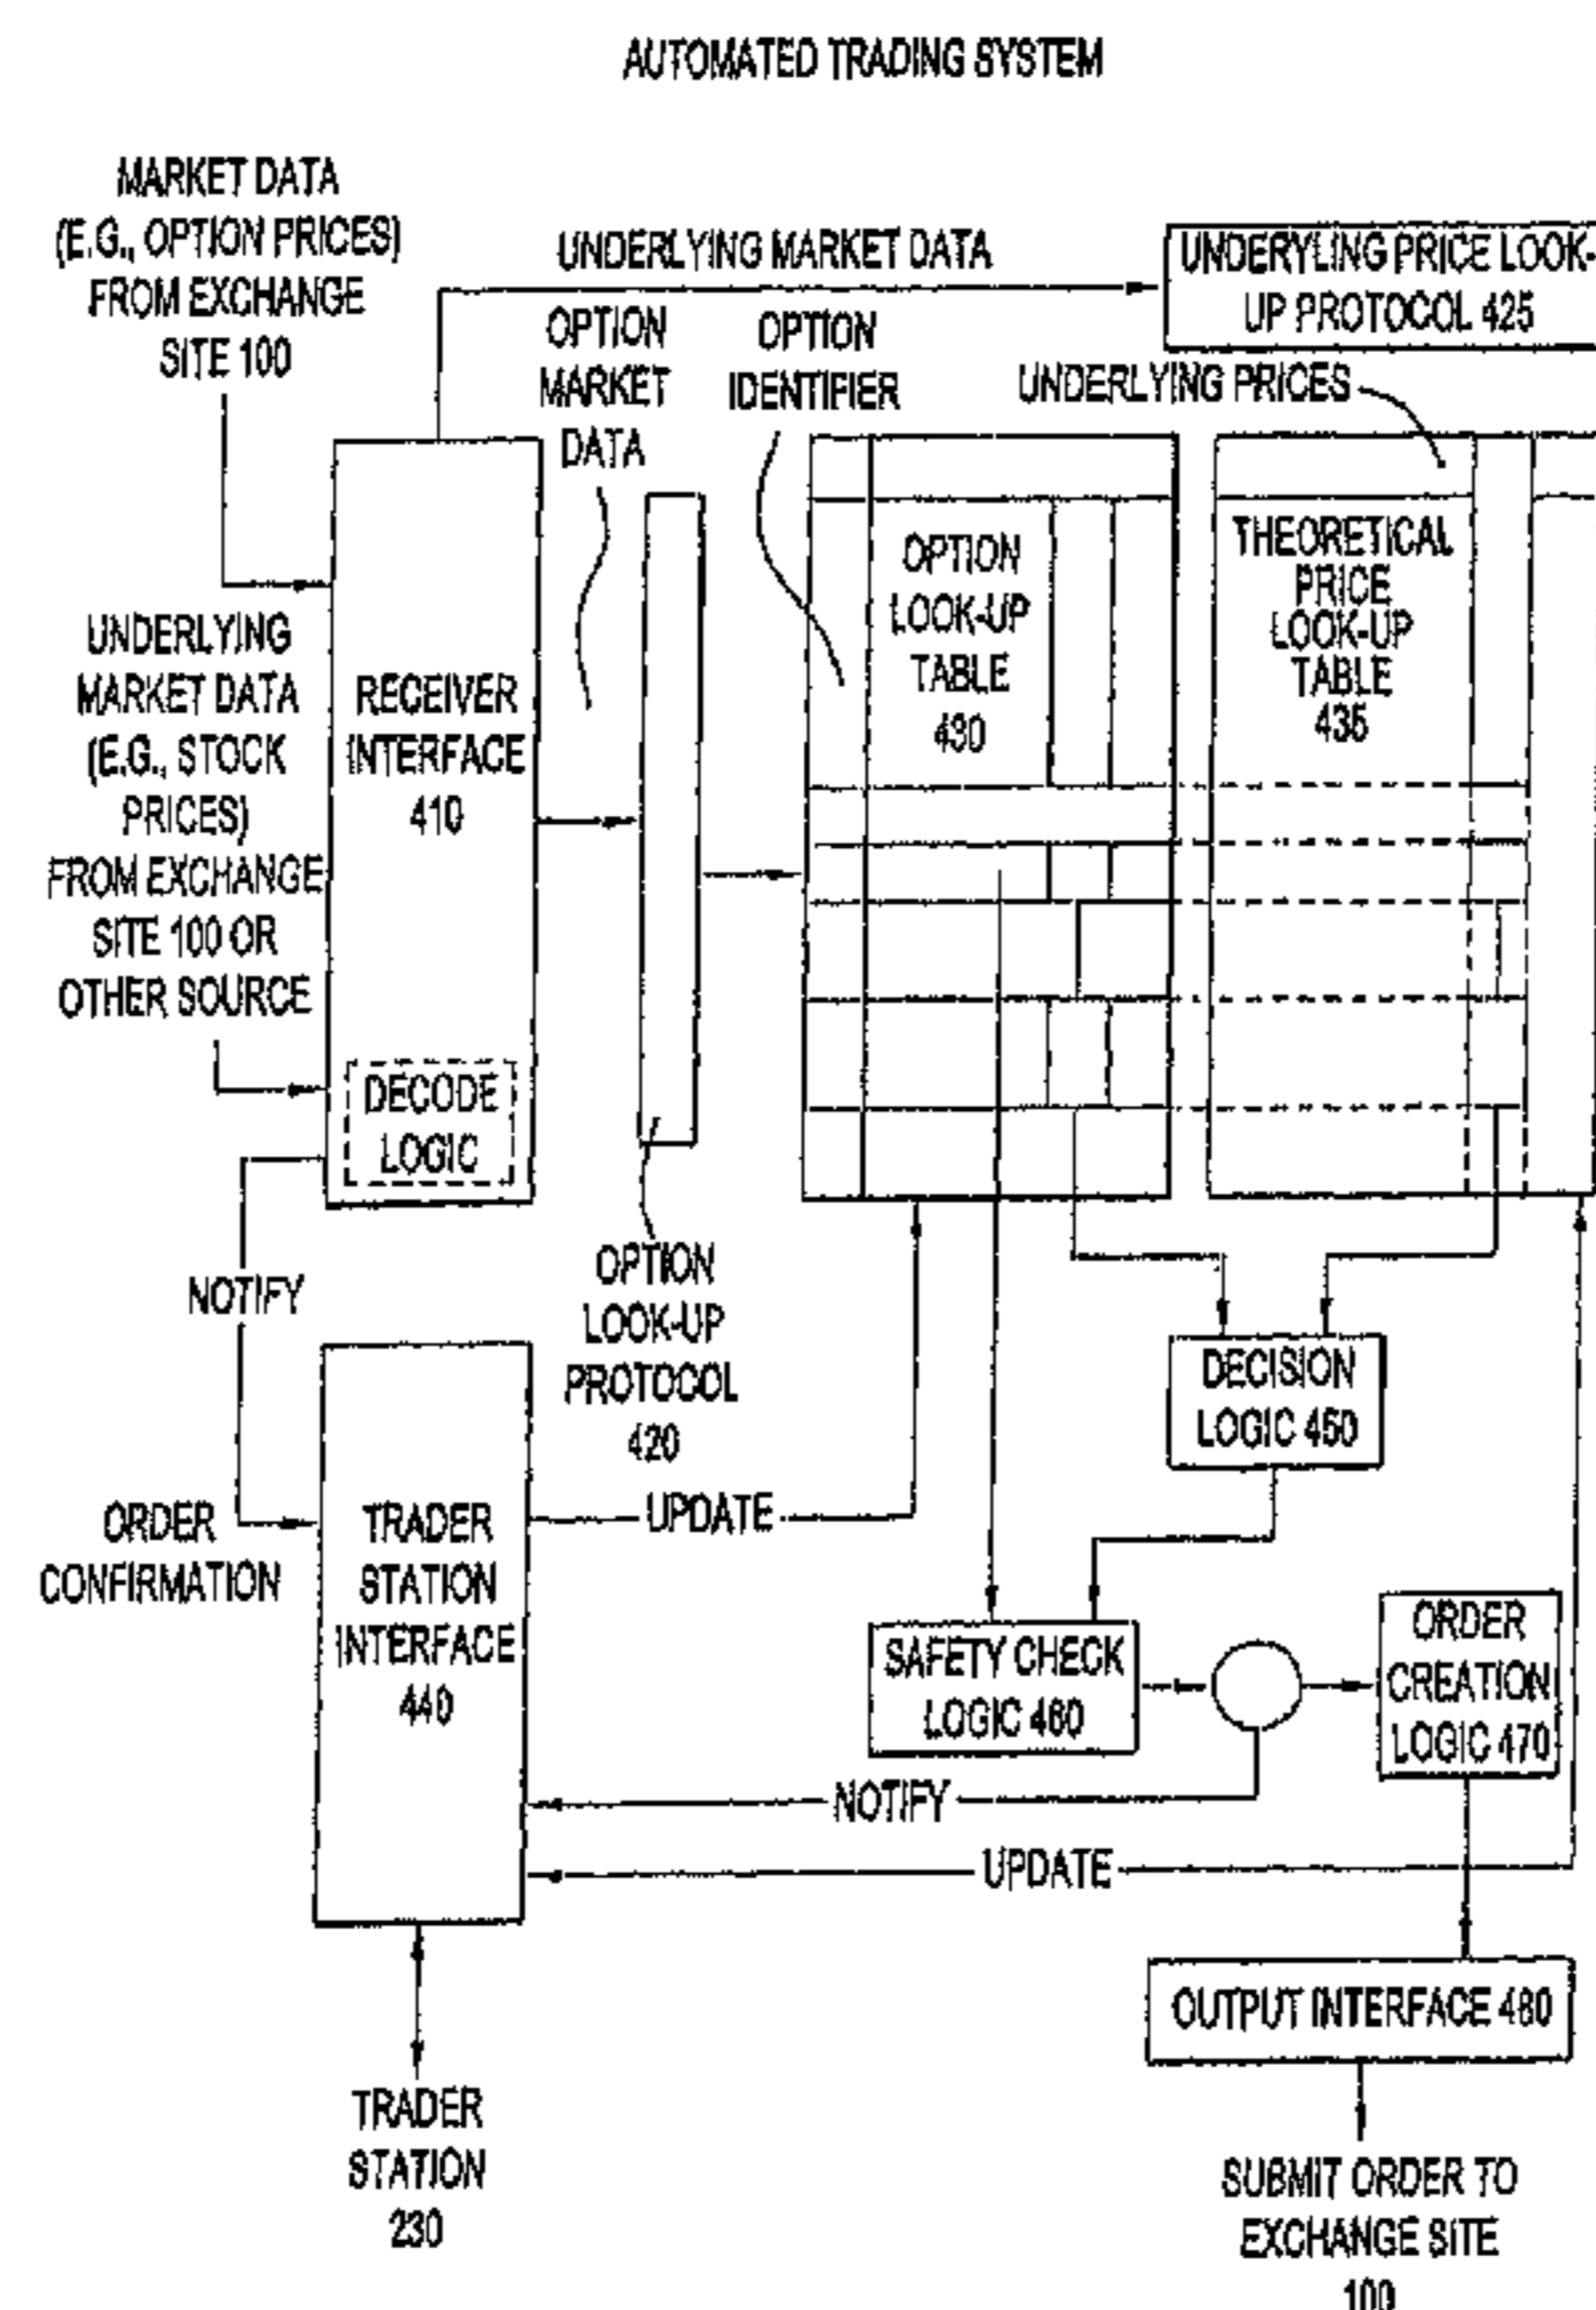 AUTOMATED TRADING SYSTEM
MARKET DATA
(E.G., OPTION PRICES)
FROM EXCHANGE
SITE 100
UNDERLYING MARKET DATA
UNDERYLING PRICE LOOK-
UP PROTOCOL 425
OPTION
MARKET
DATA
OPTION
IDENTIFIER
UNDERLYING PRICES
UNDERLYING
MARKET DATA
(E.G., STOCK
PRICES)
FROM EXCHANGE
SITE 100 OR
OTHER SOURCE
RECEIVER
INTERFACE
410
DECODE
LOGIC
OPTION
LOOK-UP
TABLE
430
THEORETICAL
PRICE
LOOK-UP
TABLE
435
NOTIFY
OPTION
LOOK-UP
PROTOCOL
420
DECISION
LOGIC 450
ORDER
CONFIRMATION
TRADER
STATION
INTERFACE
440
UPDATE
SAFETY CHECK
LOGIC 460
ORDER
CREATION
LOGIC 470
NOTIFY
UPDATE
OUTPUT INTERFACE 480
TRADER
STATION
230
SUBMIT ORDER TO
EXCHANGE SITE
100